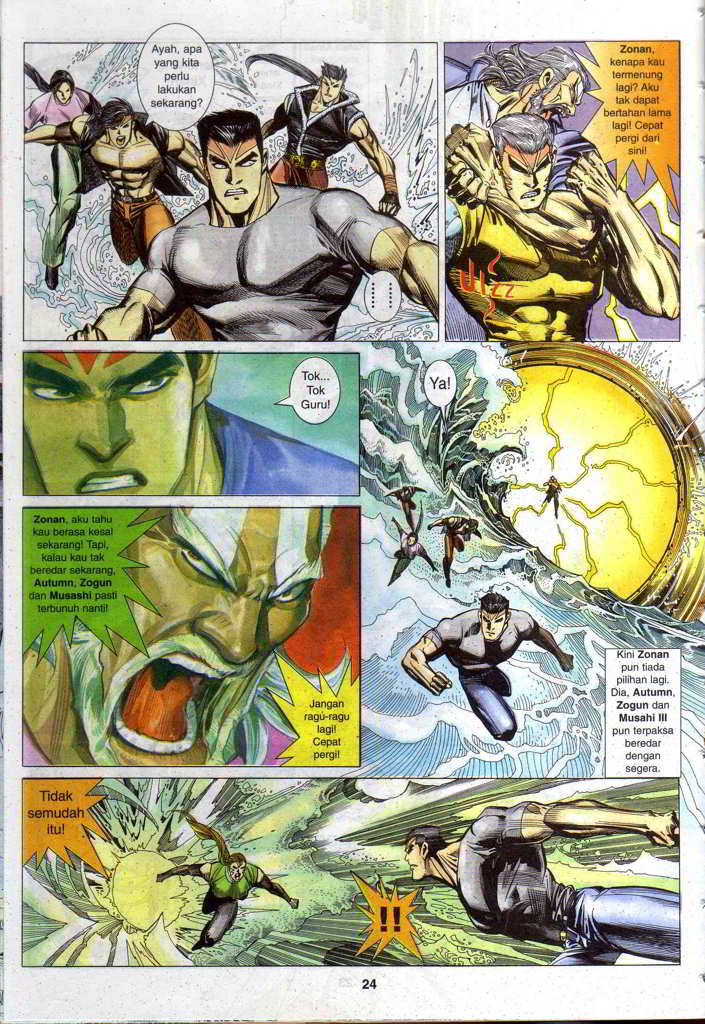 Ayah, apa
yang kita
perlu
lakukan
sekarang?
Zonan,
kenapa kau
termenung
lagi? Aku
tak dapat
bertahan lama
lagi! Cepat
pergi dari
sini!
Tok...
Tok
Guru!
Ya!
Zonan, aku tahu
kau berasa kesal
sekarang! Tapi,
kalau kau tak
beredar sekarang,
Autumn, Zogun
dan Musashi pasti
terbunuh nanti!
Jangan
ragu-ragu
lagi!
Cepat
pergi!
Kini Zonan
pun tiada
pilihan lagi.
Dia, Autumn,
Zogun dan
Musahi III
pun terpaksa
beredar
dengan
segera.
Tidak
semudah
itu!
!!
24